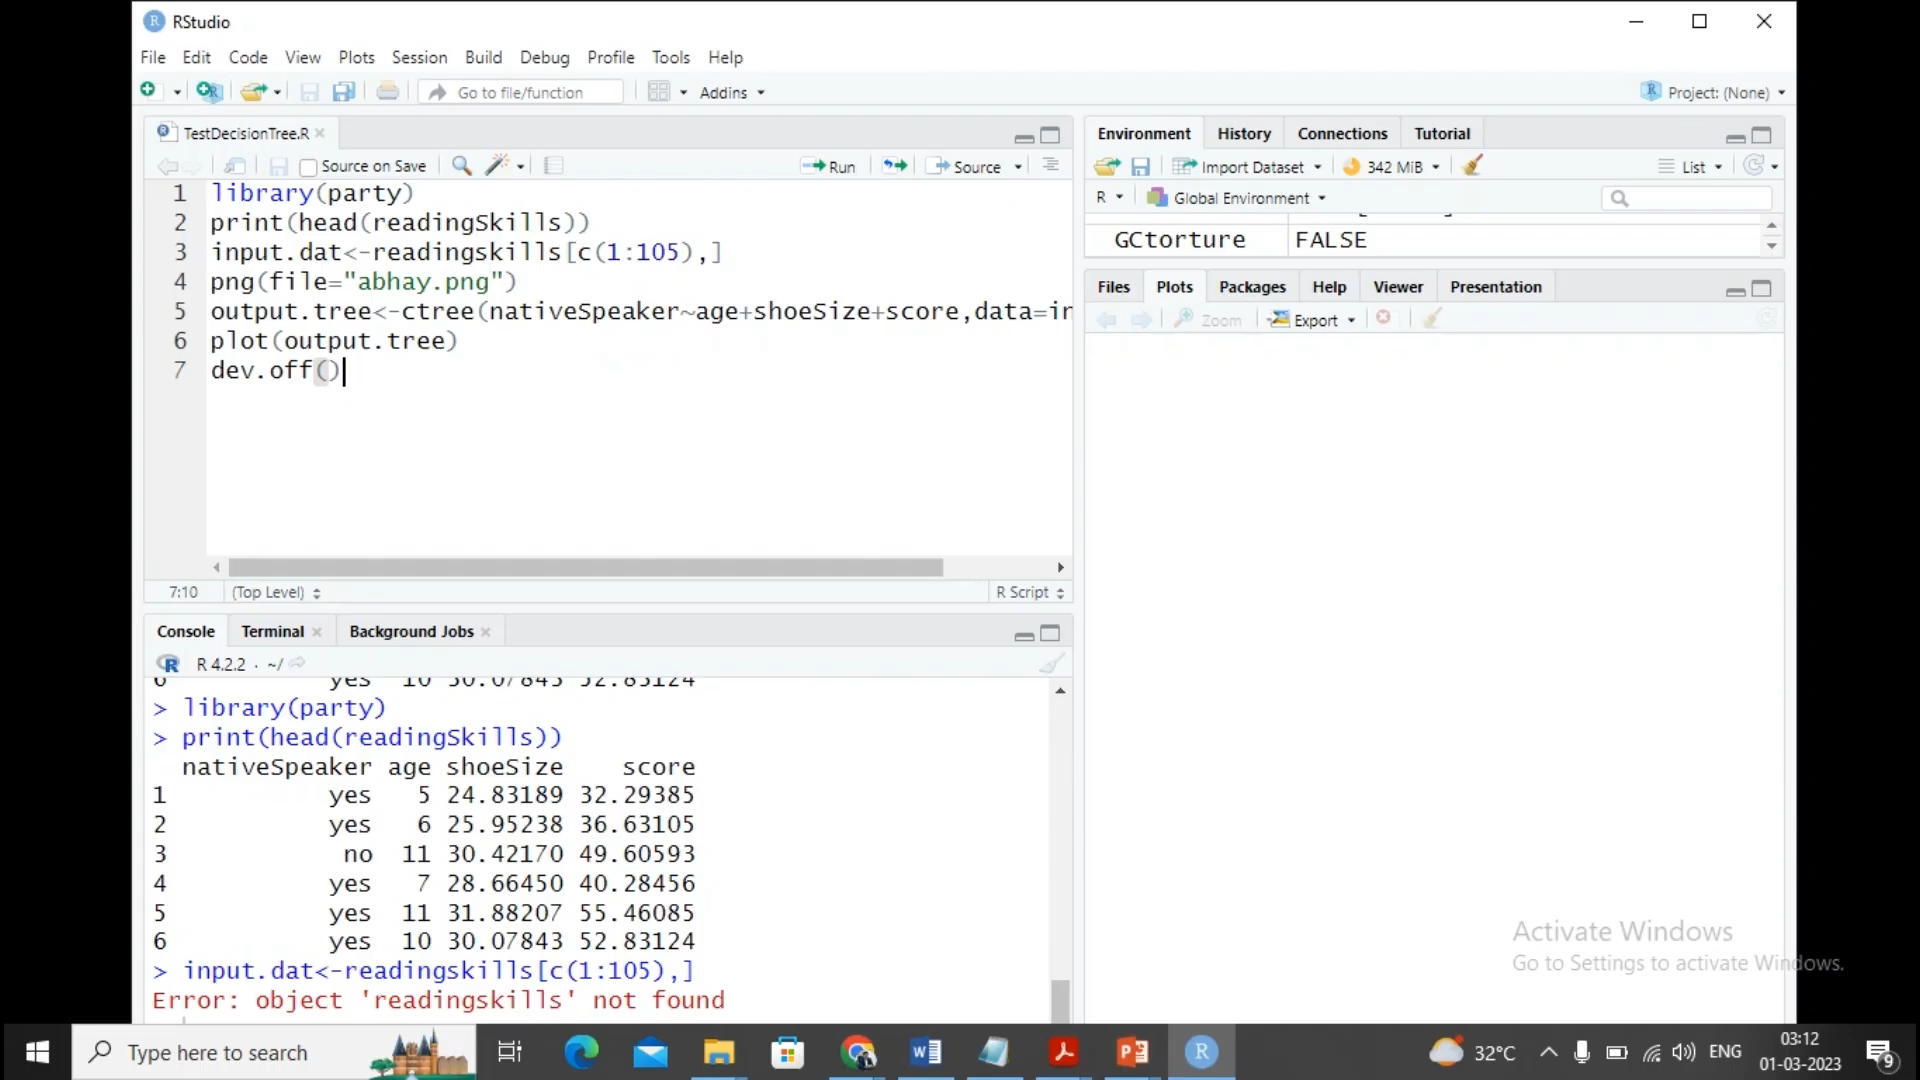 RStudio
File Edit Code View Plots Session Build Debug Profile Tools Help
Go to file/function Addins Project: (None)
TestDecisionTree.R
Source on Save Run Source
1 library(party)
2 print(head(readingSkills))
3 input.dat<-readingskills[c(1:105),]
4 png(file="abhay.png")
5 output.tree<-ctree(nativeSpeaker~age+shoeSize+score,data=in
6 plot(output.tree)
7 dev.off()
7:10 (Top Level) R Script
Console Terminal Background Jobs
R 4.2.2 . ~/
6 yes 10 30.07843 52.83124
> library(party)
> print(head(readingSkills))
nativeSpeaker age shoeSize score
1 yes 5 24.83189 32.29385
2 yes 6 25.95238 36.63105
3 no 11 30.42170 49.60593
4 yes 7 28.66450 40.28456
5 yes 11 31.88207 55.46085
6 yes 10 30.07843 52.83124
> input.dat<-readingskills[c(1:105),]
Error: object 'readingskills' not found
Environment History Connections Tutorial
Import Dataset 342 MiB List
R Global Environment
GCtorture FALSE
Files Plots Packages Help Viewer Presentation
Zoom Export
Activate Windows
Go to Settings to activate Windows.
Type here to search
32°C ENG
03:12
01-03-2023
9